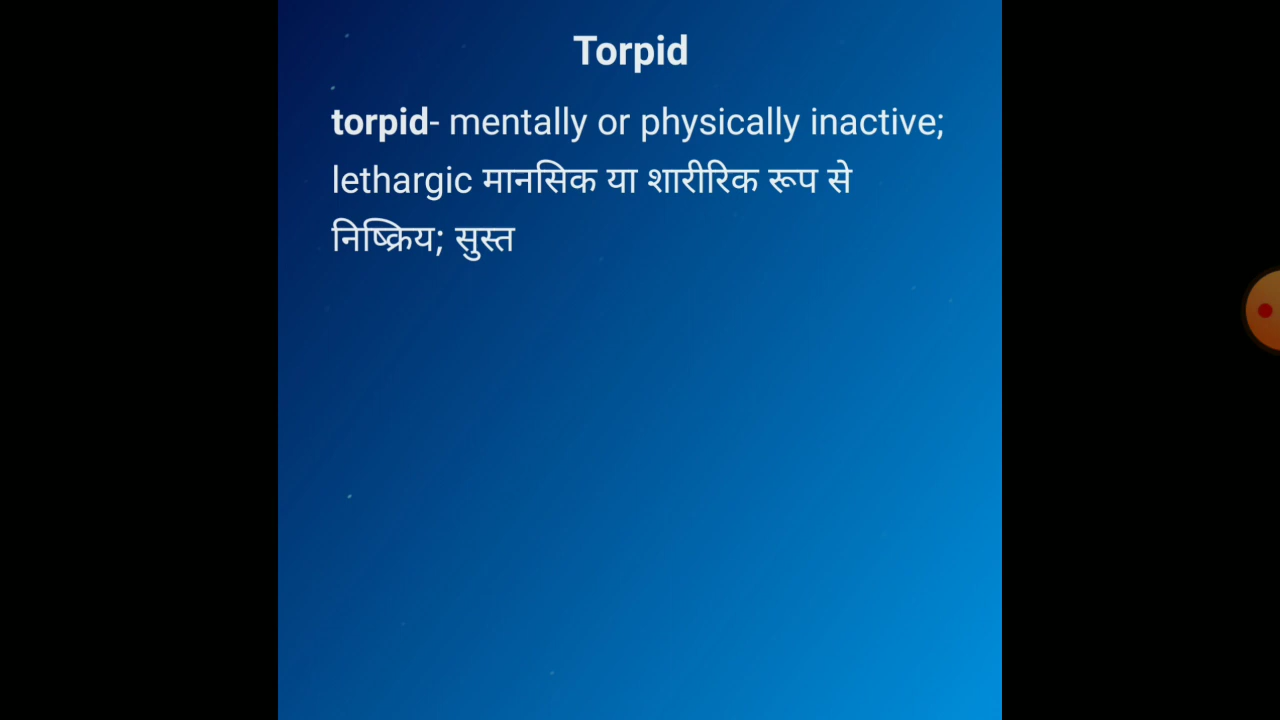 Torpid
torpid- mentally or physically inactive;
lethargic मानसिक या शारीरिक रूप से
निष्क्रिय; सुस्त